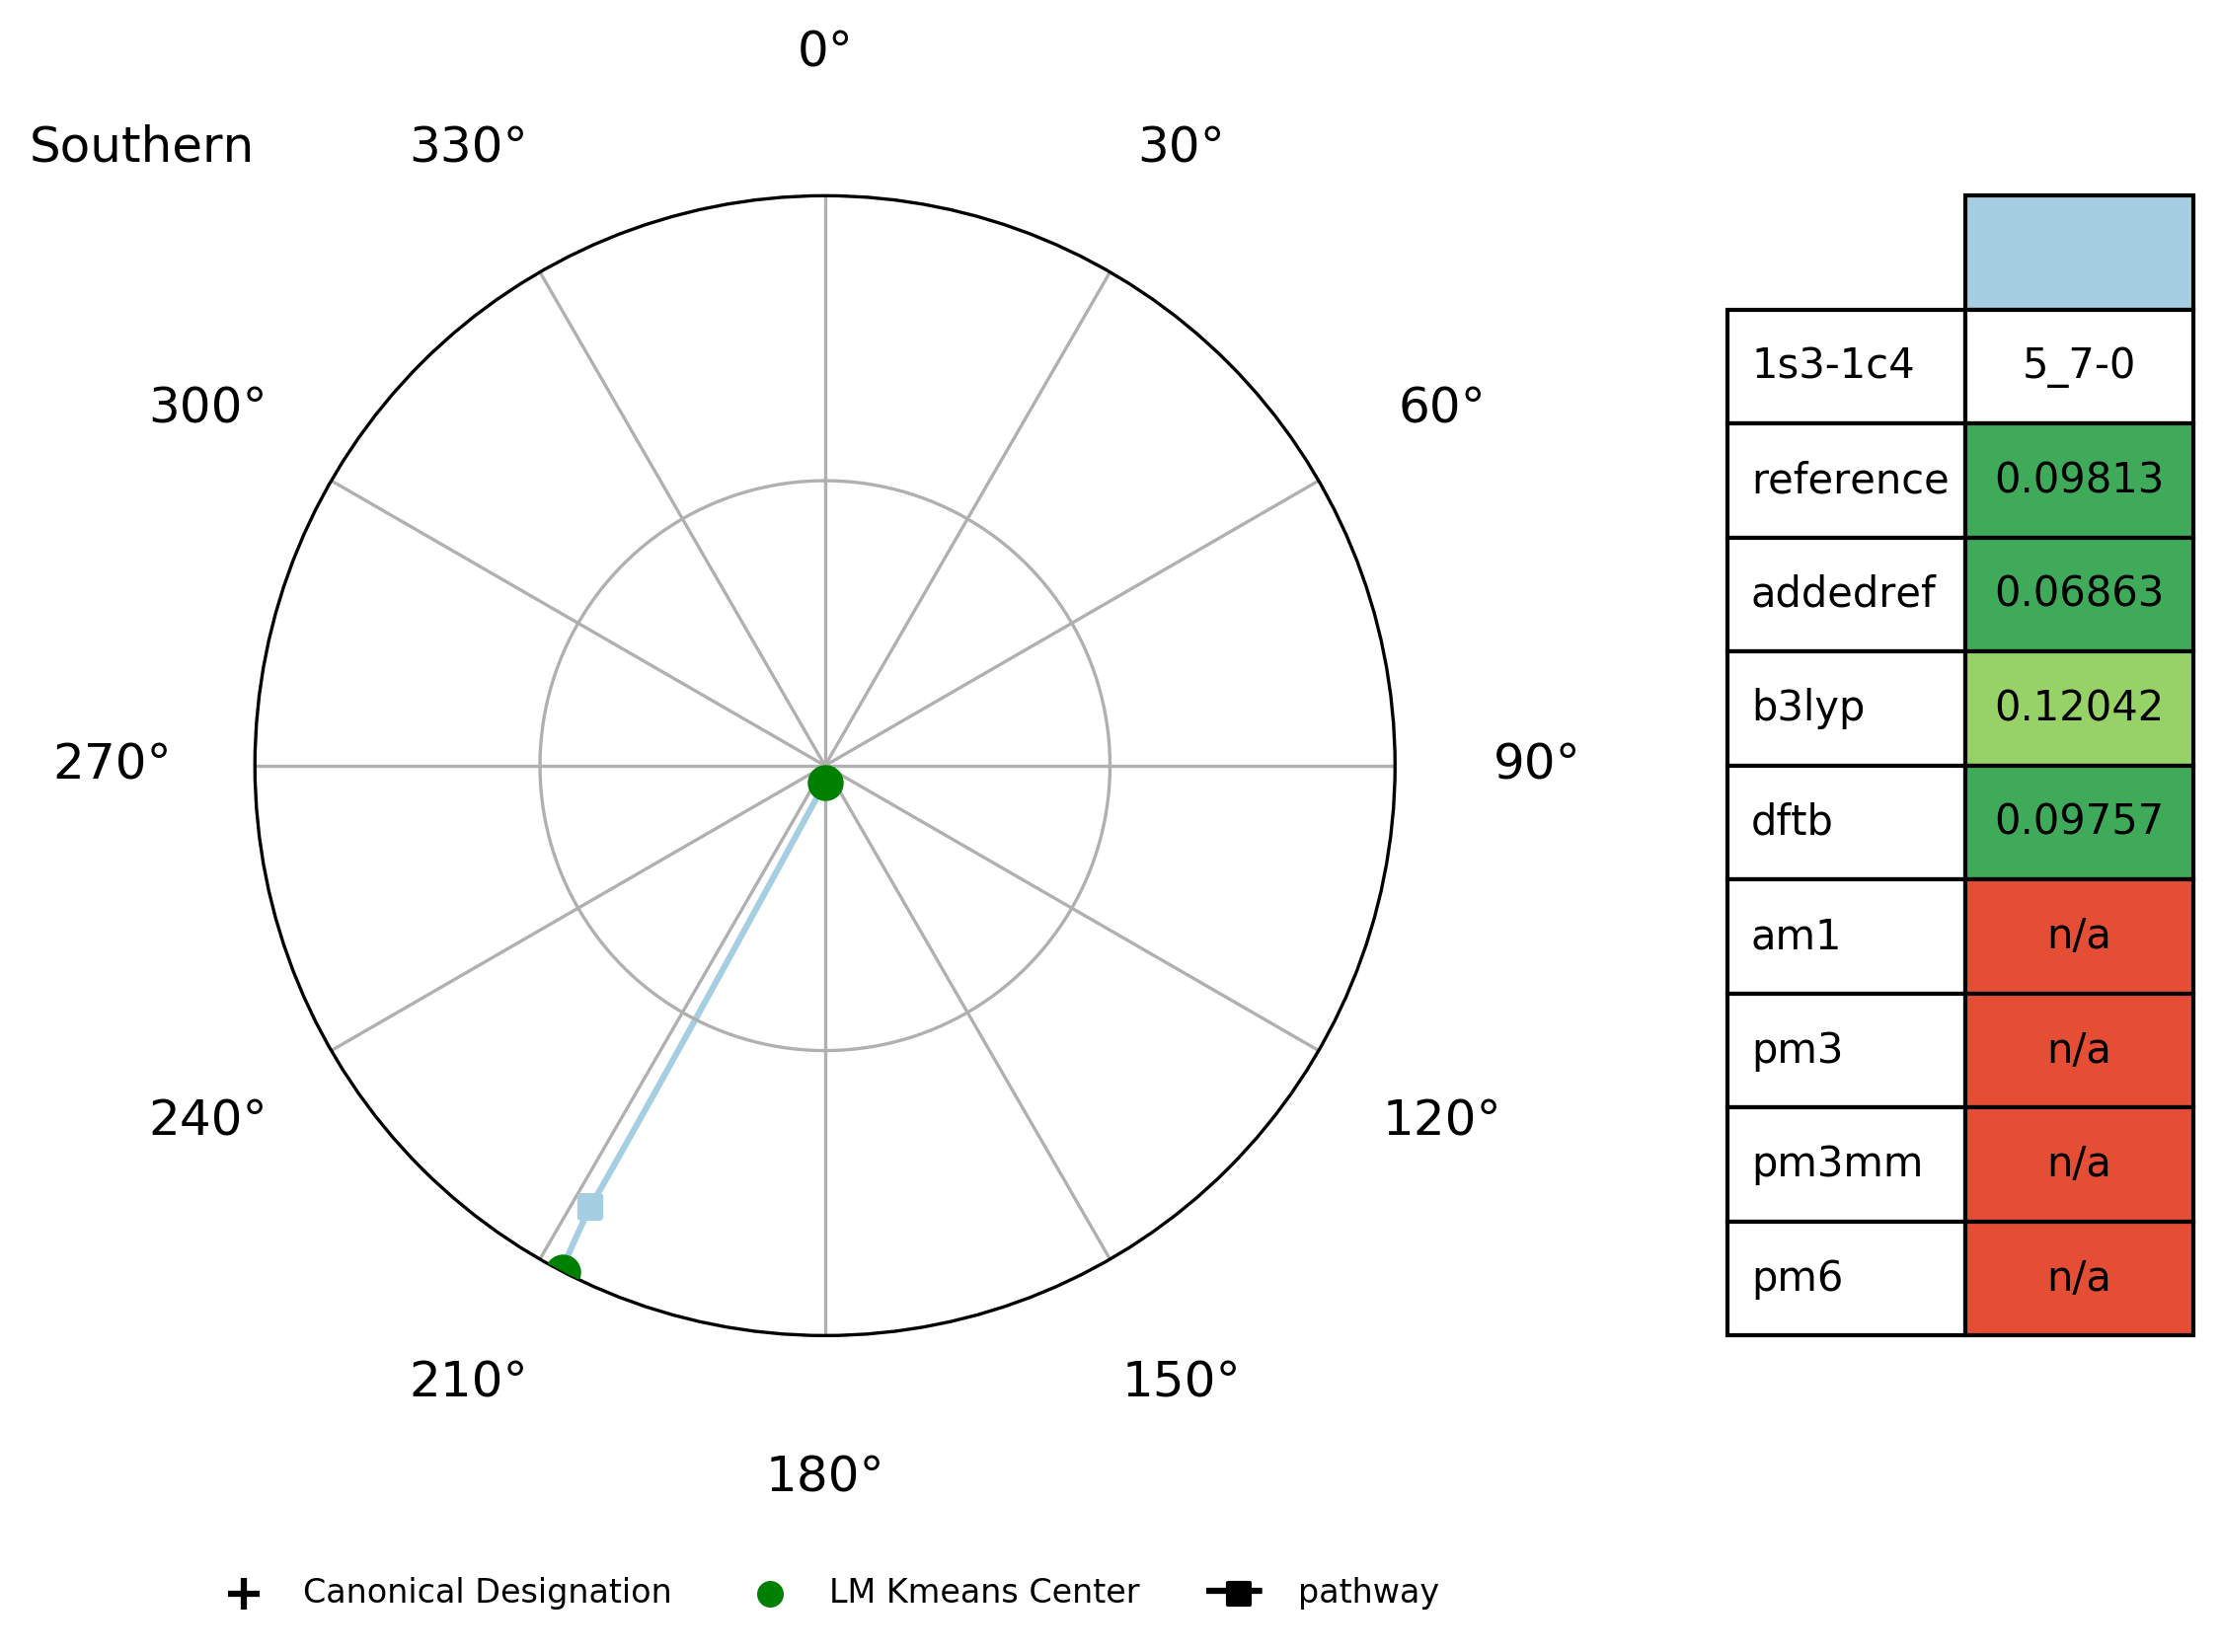 0°
Southern 330° 30°
300° 60°
270° 90°
240° 120°
210° 150°
180°
1s3-1c4 5_7-0
reference 0.09813
addedref 0.06863
b3lyp 0.12042
dftb 0.09757
am1 n/a
pm3 n/a
pm3mm n/a
pm6 n/a
Canonical Designation LM Kmeans Center pathway